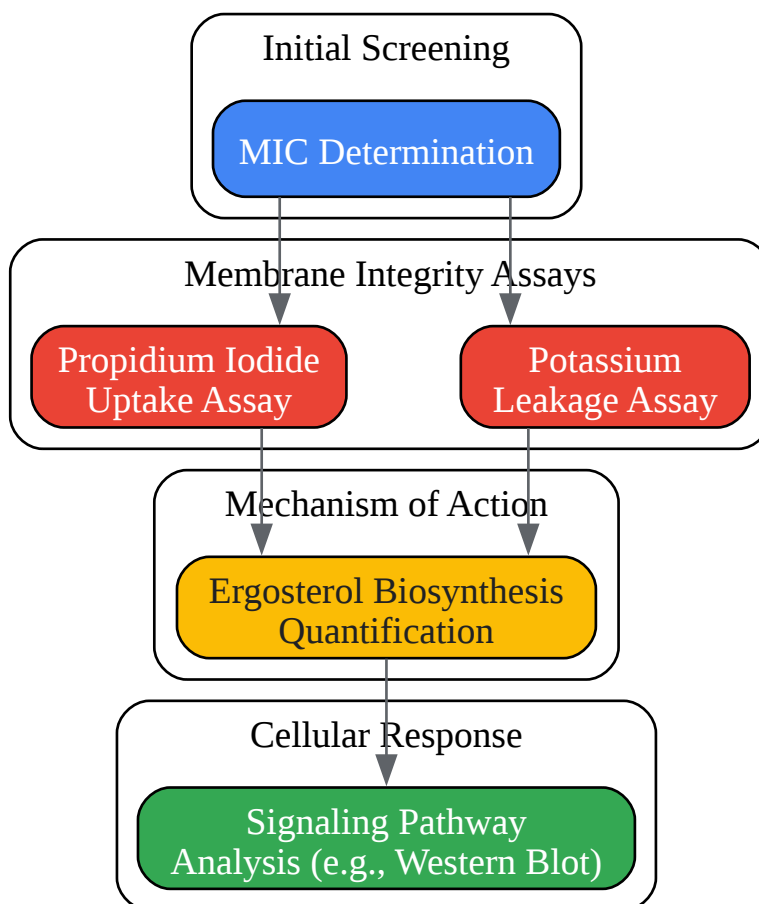 Initial Screening
MIC Determination
Membrane Integrity Assays
Propidium Iodide
Uptake Assay
Potassium
Leakage Assay
Mechanism of Action
Ergosterol Biosynthesis
Quantification
Cellular Response
Signaling Pathway
Analysis (e.g., Western Blot)